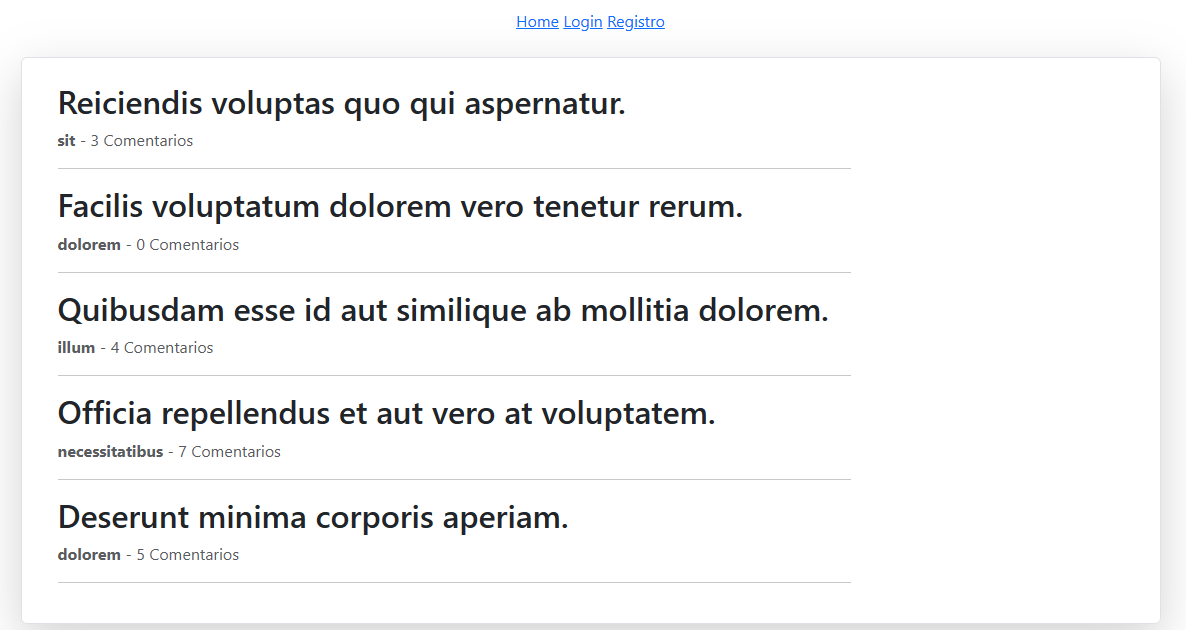 Home Login Registro
Reiciendis voluptas quo qui aspernatur.
sit - 3 Comentarios
Facilis voluptatum dolorem vero tenetur rerum.
dolorem - 0 Comentarios
Quibusdam esse id aut similique ab mollitia dolorem.
illum - 4 Comentarios
Officia repellendus et aut vero at voluptatem.
necessitatibus - 7 Comentarios
Deserunt minima corporis aperiam.
dolorem - 5 Comentarios